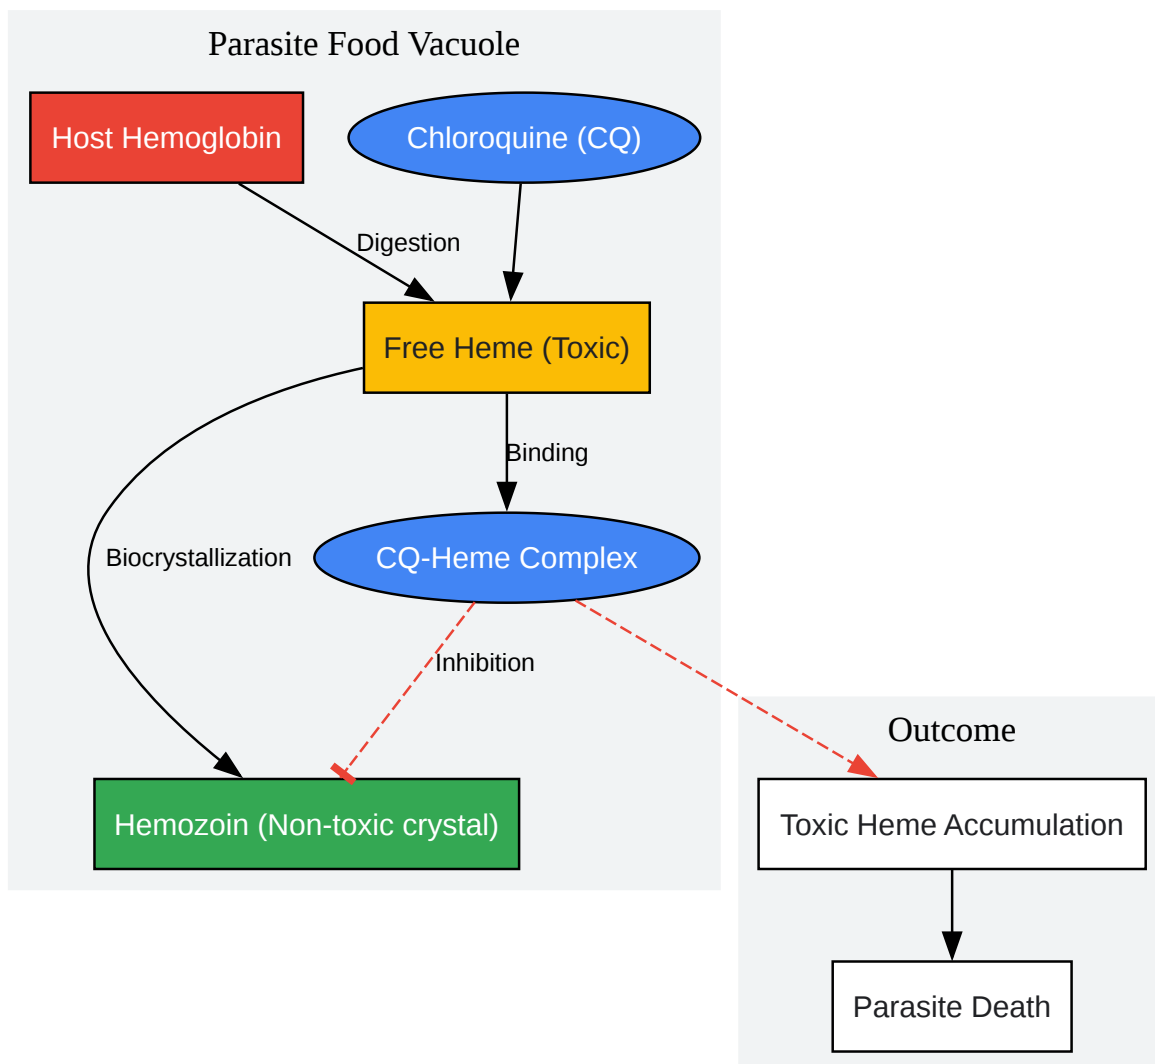 Parasite Food Vacuole
Host Hemoglobin
Chloroquine (CQ)
Digestion
Free Heme (Toxic)
Binding
Biocrystallization
CQ-Heme Complex
Inhibition
Outcome
Hemozoin (Non-toxic crystal)
Toxic Heme Accumulation
Parasite Death